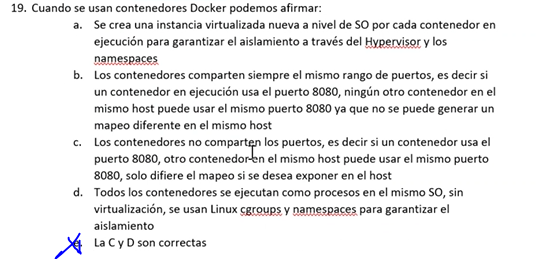 19. Cuando se usan contenedores Docker podemos afirmar:
a. Se crea una instancia virtualizada nueva a nivel de SO por cada contenedor en
ejecución para garantizar el aislamiento a través del Hypervisor y los
namespaces
b. Los contenedores comparten siempre el mismo rango de puertos, es decir si
un contenedor en ejecución usa el puerto 8080, ningún otro contenedor en el
mismo host puede usar el mismo puerto 8080 ya que no se puede generar un
mapeo diferente en el mismo host
c. Los contenedores no comparten los puertos, es decir si un contenedor usa el
puerto 8080, otro contenedor en el mismo host puede usar el mismo puerto
8080, solo difiere el mapeo si se desea exponer en el host
d. Todos los contenedores se ejecutan como procesos en el mismo SO, sin
virtualización, se usan Linux cgroups y namespaces para garantizar el
aislamiento
La C y D son correctas